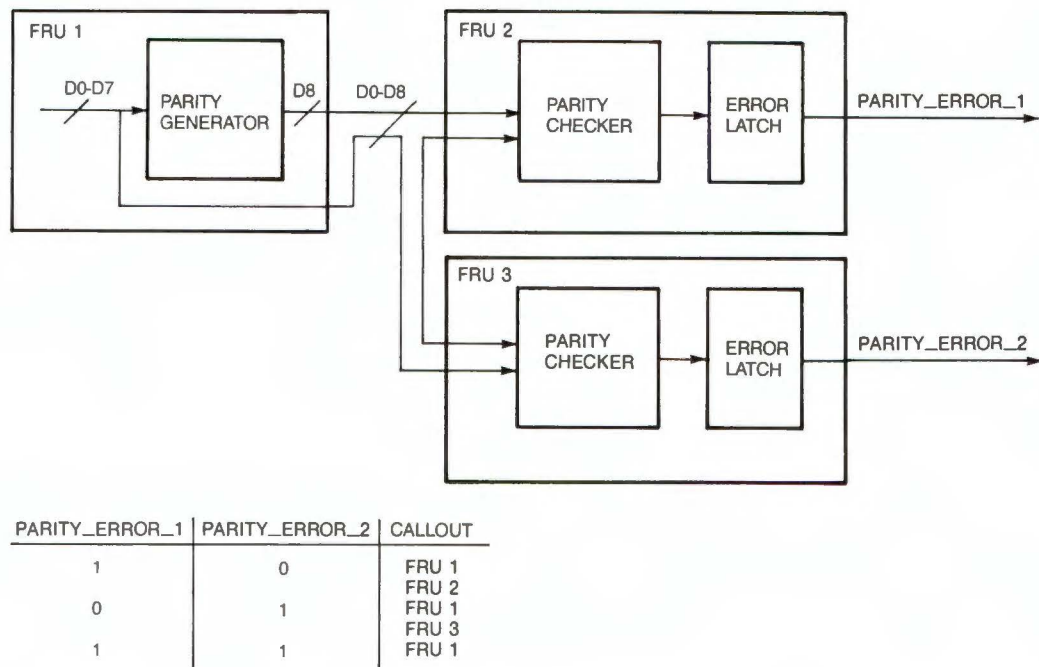 FRU 1
D0-D7
PARITY
GENERATOR
D8
D0-D8
FRU 2
PARITY
CHECKER
ERROR
LATCH
PARITY_ERROR_1
FRU 3
PARITY
CHECKER
ERROR
LATCH
PARITY_ERROR_2
PARITY_ERROR_1 PARITY_ERROR_2 CALLOUT
1 0 FRU 1
FRU 2
0 1 FRU 1
FRU 3
1 1 FRU 1